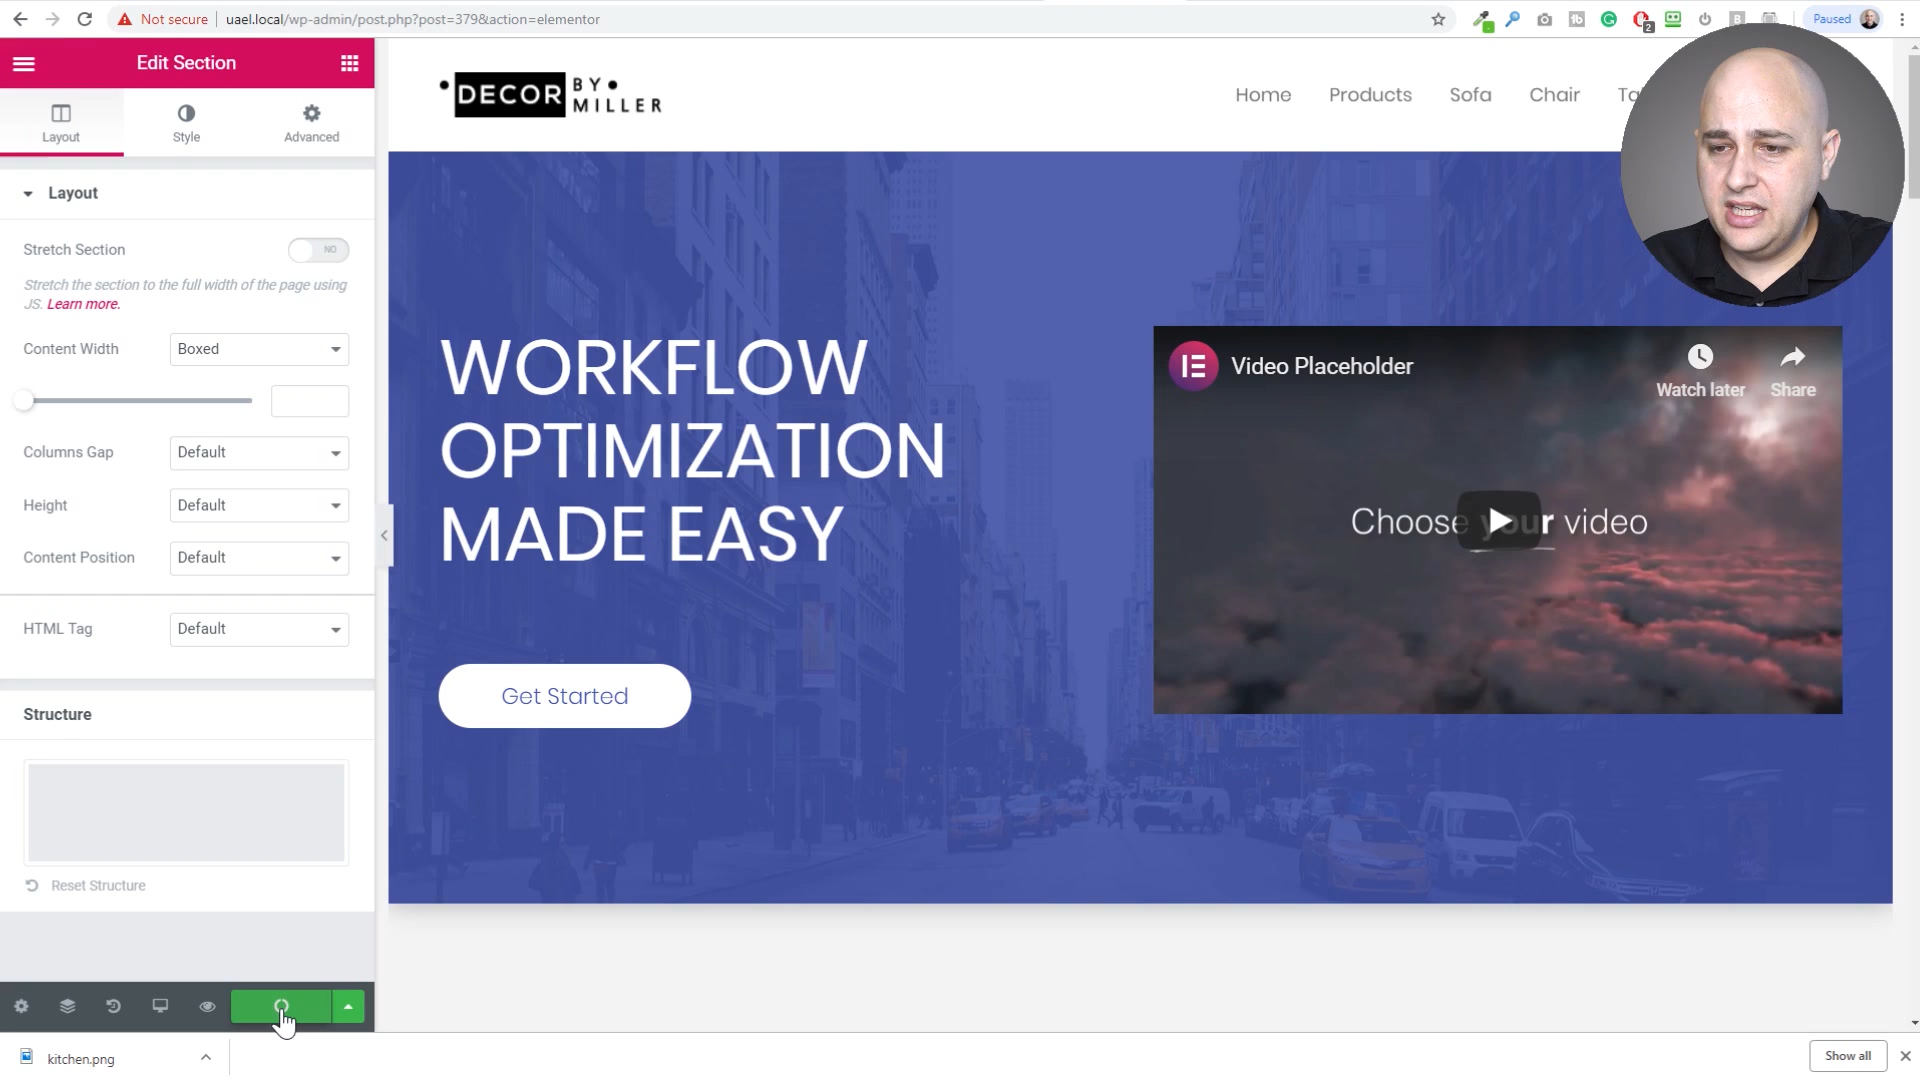 Not secure
uael.local/wp-admin/post.php?post=379&action=elementor
2
B
Paused
Edit Section
Layout
Style
Advanced
Layout
Stretch Section
NO
Stretch the section to the full width of the page using
JS. Learn more.
Content Width
Boxed
Columns Gap
Default
Height
Default
Content Position
Default
HTML Tag
Default
Structure
Reset Structure
DECOR
BY
MILLER
Home
Products
Sofa
Chair
WORKFLOW
OPTIMIZATION
MADE EASY
Get Started
Video Placeholder
Watch later
Share
Choose your video
kitchen.png
Show all